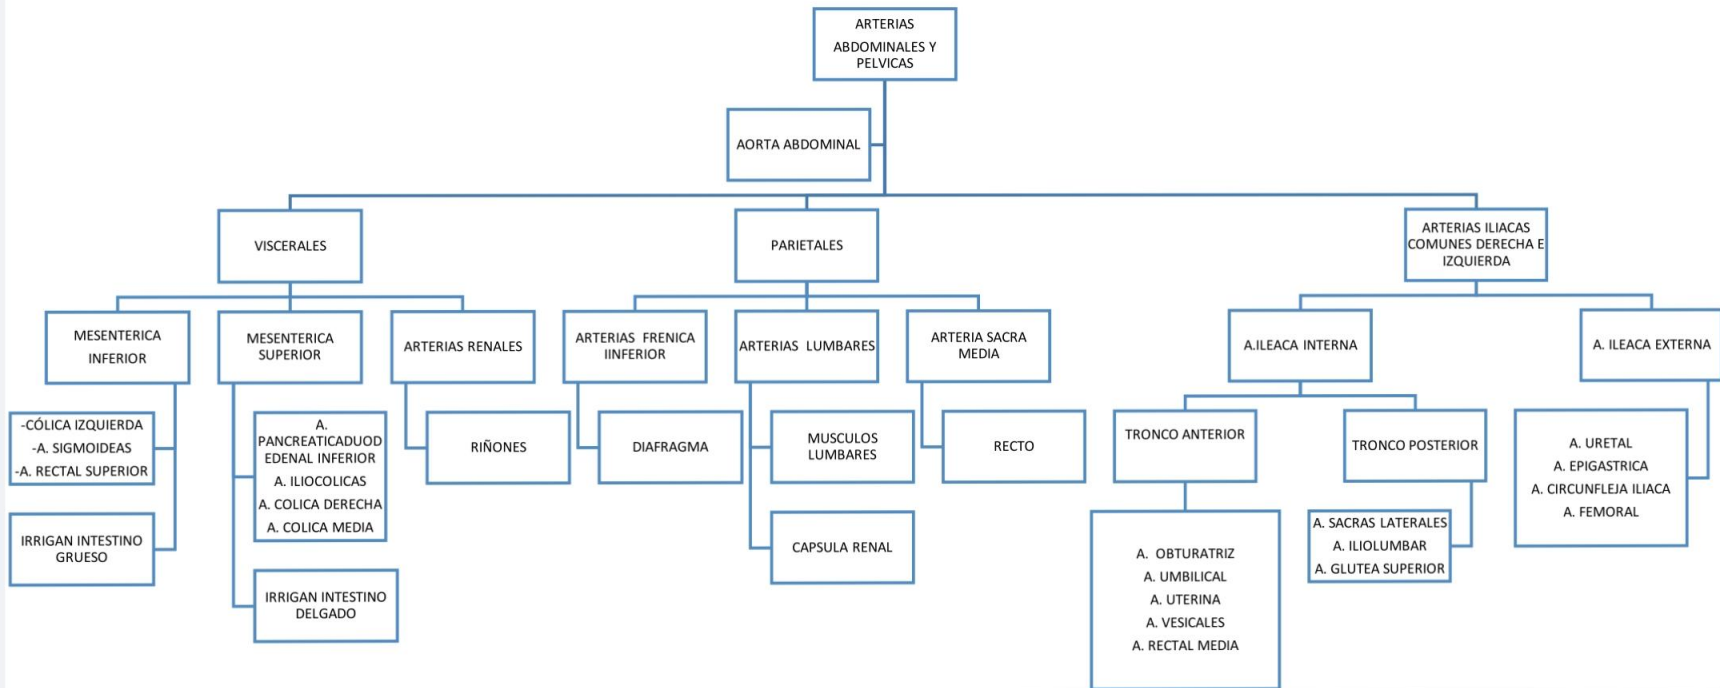 ARTERIAS
ABDOMINALES Y
PELVICAS
AORTA ABDOMINAL
VISCERALES
PARIETALES
ARTERIAS ILIACAS
COMUNES DERECHA E
IZQUIERDA
MESENTERICA
INFERIOR
MESENTERICA
SUPERIOR
ARTERIAS RENALES
ARTERIAS FRENICA
IINFERIOR
ARTERIAS LUMBARES
ARTERIA SACRA
MEDIA
A.ILEACA INTERNA
A. ILEACA EXTERNA
-CÓLICA IZQUIERDA
-A. SIGMOIDEAS
-A. RECTAL SUPERIOR
IRRIGAN INTESTINO
GRUESO
A.
PANCREATICADUOD
EDENAL INFERIOR
A. ILIOCOLICAS
A. COLICA DERECHA
A. COLICA MEDIA
IRRIGAN INTESTINO
DELGADO
RIÑONES
DIAFRAGMA
MUSCULOS
LUMBARES
CAPSULA RENAL
RECTO
TRONCO ANTERIOR
A. OBTURATRIZ
A. UMBILICAL
A. UTERINA
A. VESICALES
A. RECTAL MEDIA
TRONCO POSTERIOR
A. SACRAS LATERALES
A. ILIOLUMBAR
A. GLUTEA SUPERIOR
A. URETAL
A. EPIGASTRICA
A. CIRCUNFLEJA ILIACA
A. FEMORAL